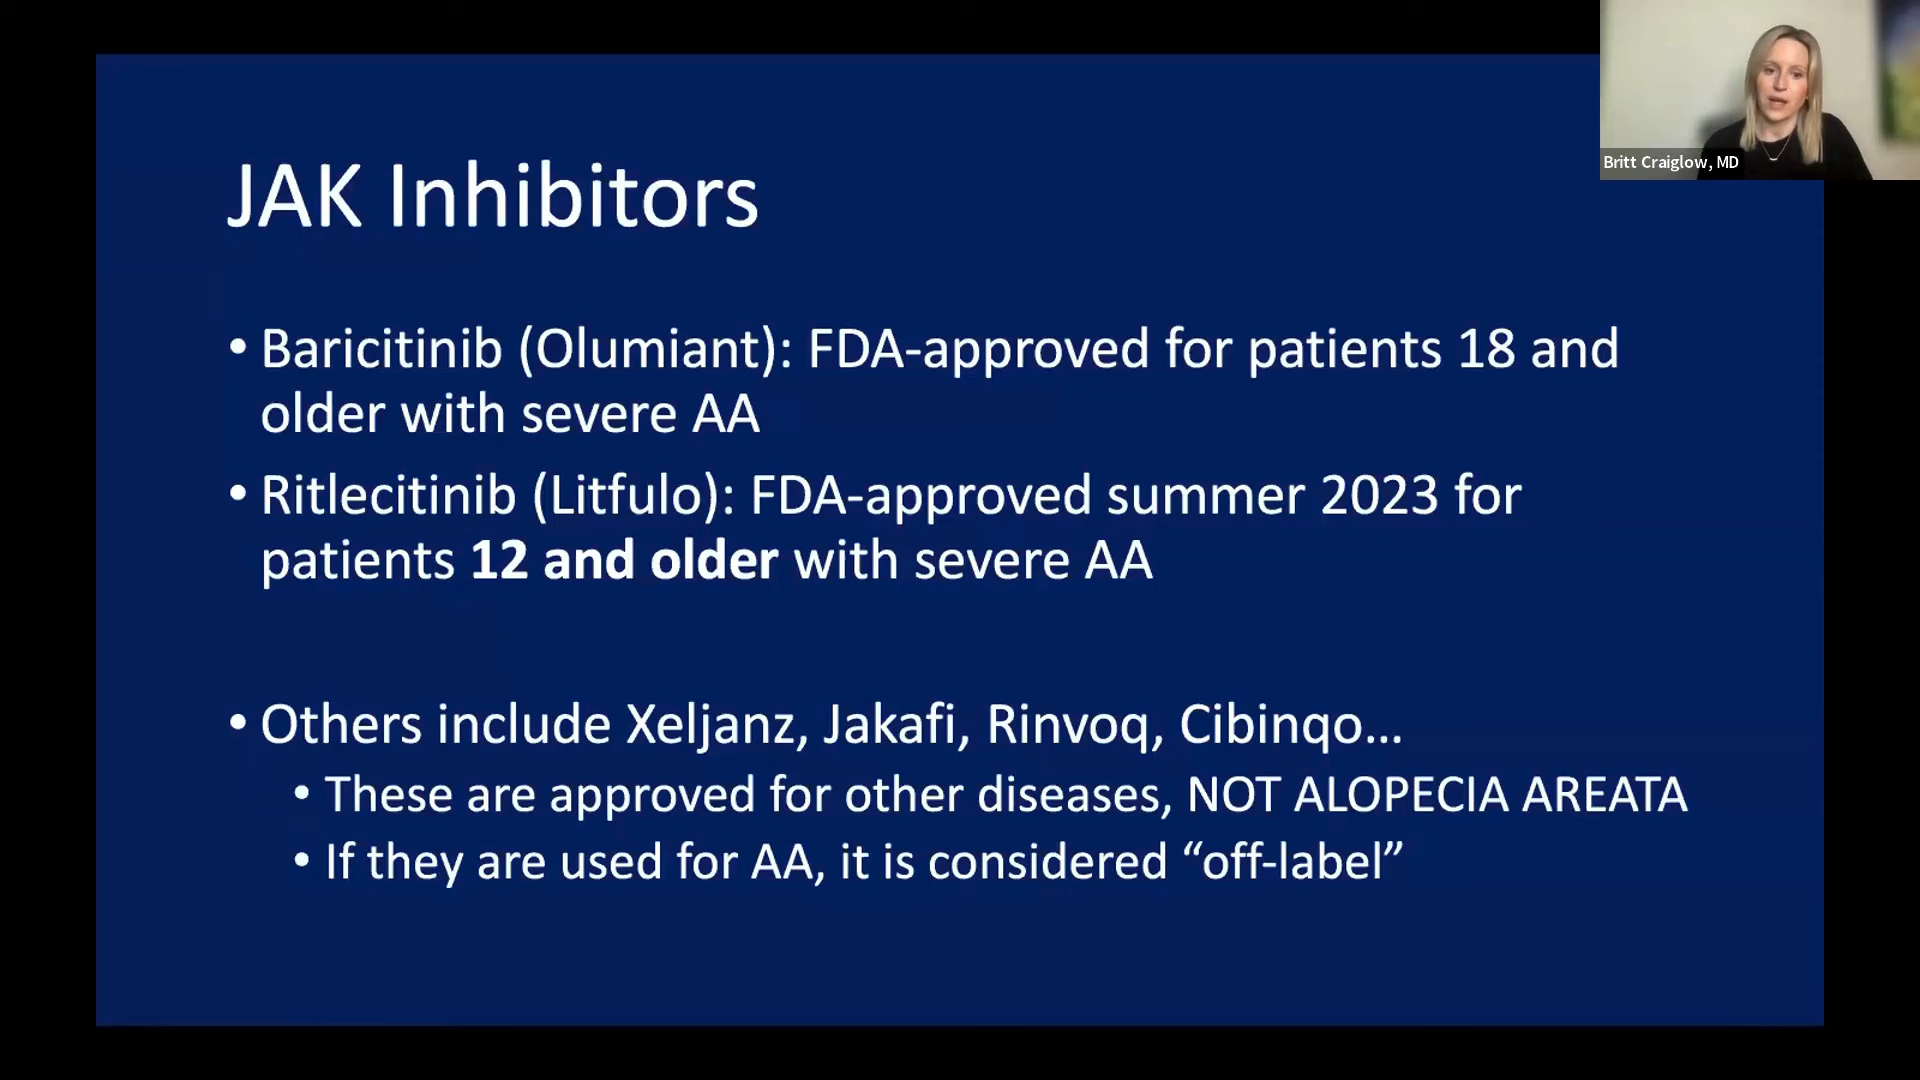 Britt Craiglow, MD
JAK Inhibitors
• Baricitinib (Olumiant): FDA-approved for patients 18 and
older with severe AA
• Ritlecitinib (Litfulo): FDA-approved summer 2023 for
patients 12 and older with severe AA
• Others include Xeljanz, Jakafi, Rinvoq, Cibinqo...
• These are approved for other diseases, NOT ALOPECIA AREATA
• If they are used for AA, it is considered “off-label”